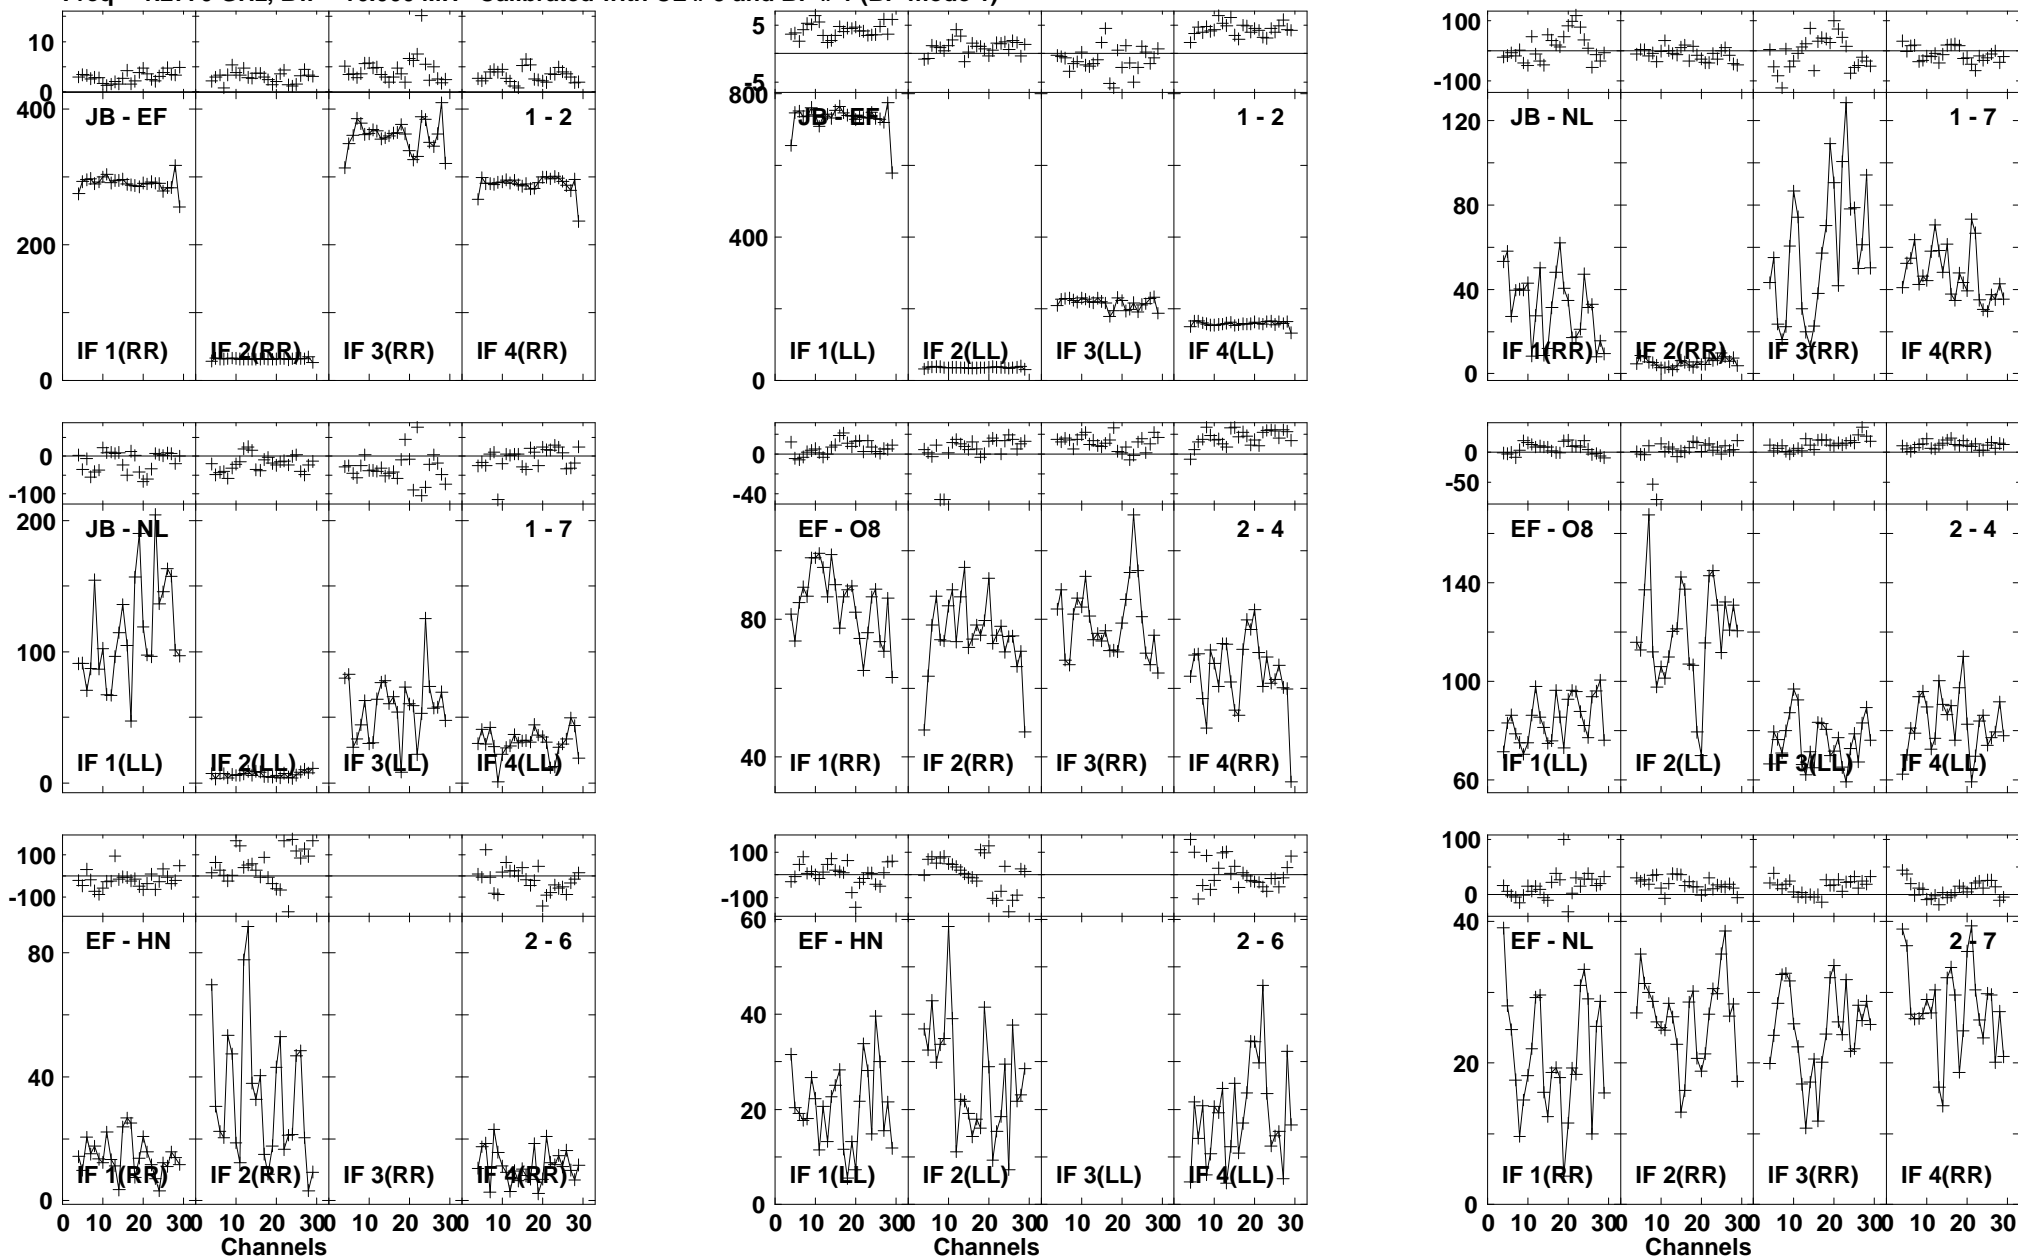 10
0
400
200
0
JB - EF
1 - 2
IF 1(RR)
IF 2(RR)
IF 3(RR)
IF 4(RR)
5
-5
800
400
0
JB - EF
1 - 2
IF 1(LL)
IF 2(LL)
IF 3(LL)
IF 4(LL)
100
0
-100
120
80
40
0
JB - NL
1 - 7
IF 1(RR)
IF 2(RR)
IF 3(RR)
IF 4(RR)
0
-100
200
100
0
JB - NL
1 - 7
IF 1(LL)
IF 2(LL)
IF 3(LL)
IF 4(LL)
0
-40
80
40
EF - O8
2 - 4
IF 1(RR)
IF 2(RR)
IF 3(RR)
IF 4(RR)
0
-50
140
100
60
EF - O8
2 - 4
IF 1(LL)
IF 2(LL)
IF 3(LL)
IF 4(LL)
100
-100
80
40
0
EF - HN
2 - 6
IF 1(RR)
IF 2(RR)
IF 3(RR)
IF 4(RR)
0 10 20 30 0 10 20 30 0 10 20 30 0 10 20 30
Channels
100
-100
60
40
20
0
EF - HN
2 - 6
IF 1(LL)
IF 2(LL)
IF 3(LL)
IF 4(LL)
0 10 20 30 0 10 20 30 0 10 20 30 0 10 20 30
Channels
100
0
40
20
0
EF - NL
2 - 7
IF 1(RR)
IF 2(RR)
IF 3(RR)
IF 4(RR)
0 10 20 30 0 10 20 30 0 10 20 30 0 10 20 30
Channels